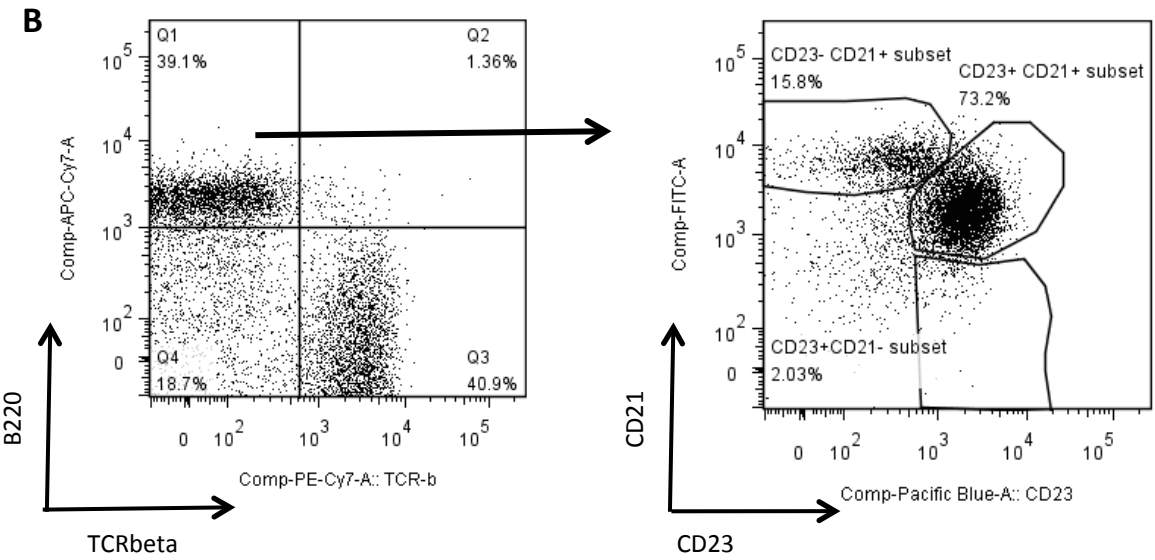 B
Q1
39.1%
Q2
1.36%
Q4
18.7%
Q3
40.9%
10^5
10^4
10^3
10^2
0
Comp-APC-Cy7-A
B220
0 10^2 10^3 10^4 10^5
Comp-PE-Cy7-A:: TCR-b
TCRbeta
CD23- CD21+ subset
15.8%
CD23+ CD21+ subset
73.2%
CD23+CD21- subset
2.03%
10^5
10^4
10^3
10^2
0
Comp-FITC-A
CD21
0 10^2 10^3 10^4 10^5
Comp-Pacific Blue-A:: CD23
CD23